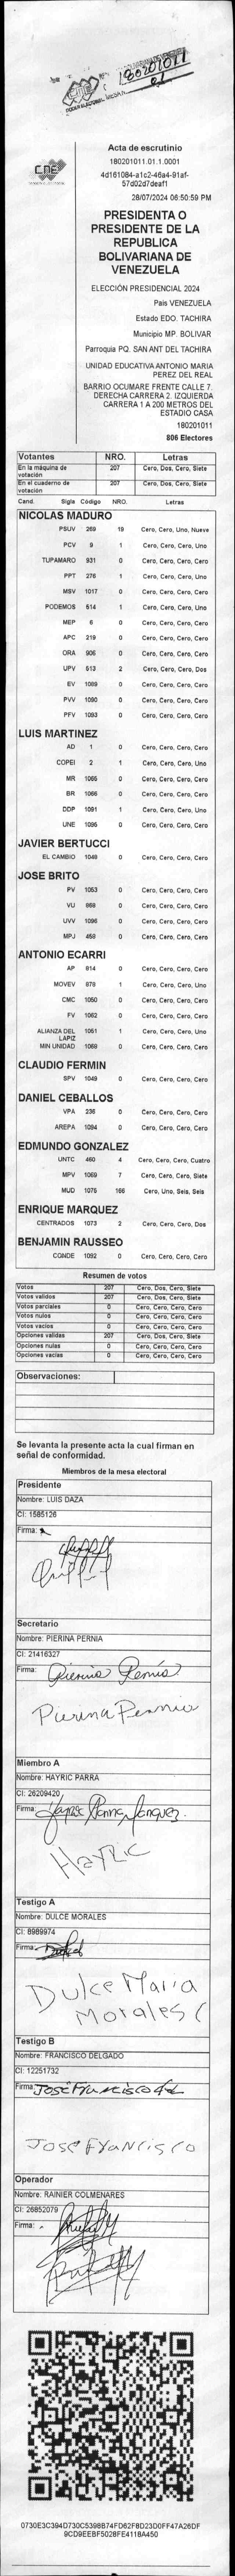 180201011
01
CNE
PODER ELECTORAL
Acta de escrutinio
180201011.01.1.0001
4d161084-a1c2-46a4-91af-
57d02d7deaf1
28/07/2024 06:50:59 PM
PRESIDENTA O
PRESIDENTE DE LA
REPUBLICA
BOLIVARIANA DE
VENEZUELA
ELECCIÓN PRESIDENCIAL 2024
Pais VENEZUELA
Estado EDO. TACHIRA
Municipio MP. BOLIVAR
Parroquia PQ. SAN ANT DEL TACHIRA
UNIDAD EDUCATIVA ANTONIO MARIA
PEREZ DEL REAL
BARRIO OCUMARE FRENTE CALLE 7.
DERECHA CARRERA 2. IZQUIERDA
CARRERA 1 A 200 METROS DEL
ESTADIO CASA
180201011
806 Electores
Votantes NRO. Letras
En la máquina de votación 207 Cero, Dos, Cero, Siete
En el cuaderno de votación 207 Cero, Dos, Cero, Siete
Cand. Sigla Código NRO. Letras
NICOLAS MADURO
PSUV 269 19 Cero, Cero, Uno, Nueve
PCV 9 1 Cero, Cero, Cero, Uno
TUPAMARO 931 0 Cero, Cero, Cero, Cero
PPT 276 1 Cero, Cero, Cero, Uno
MSV 1017 0 Cero, Cero, Cero, Cero
PODEMOS 514 1 Cero, Cero, Cero, Uno
MEP 6 0 Cero, Cero, Cero, Cero
APC 219 0 Cero, Cero, Cero, Cero
ORA 906 0 Cero, Cero, Cero, Cero
UPV 513 2 Cero, Cero, Cero, Dos
EV 1089 0 Cero, Cero, Cero, Cero
PVV 1090 0 Cero, Cero, Cero, Cero
PFV 1093 0 Cero, Cero, Cero, Cero
LUIS MARTINEZ
AD 1 0 Cero, Cero, Cero, Cero
COPEI 2 1 Cero, Cero, Cero, Uno
MR 1085 0 Cero, Cero, Cero, Cero
BR 1066 0 Cero, Cero, Cero, Cero
DDP 1091 1 Cero, Cero, Cero, Uno
UNE 1095 0 Cero, Cero, Cero, Cero
JAVIER BERTUCCI
EL CAMBIO 1048 0 Cero, Cero, Cero, Cero
JOSE BRITO
PV 1053 0 Cero, Cero, Cero, Cero
VU 969 0 Cero, Cero, Cero, Cero
UVV 1096 0 Cero, Cero, Cero, Cero
MPJ 458 0 Cero, Cero, Cero, Cero
ANTONIO ECARRI
AP 914 0 Cero, Cero, Cero, Cero
MOVEV 979 1 Cero, Cero, Cero, Uno
CMC 1050 0 Cero, Cero, Cero, Cero
FV 1062 0 Cero, Cero, Cero, Cero
ALIANZA DEL LAPIZ 1051 1 Cero, Cero, Cero, Uno
MIN UNIDAD 1069 0 Cero, Cero, Cero, Cero
CLAUDIO FERMIN
SPV 1049 0 Cero, Cero, Cero, Cero
DANIEL CEBALLOS
VPA 236 0 Cero, Cero, Cero, Cero
AREPA 1094 0 Cero, Cero, Cero, Cero
EDMUNDO GONZALEZ
UNTC 460 4 Cero, Cero, Cero, Cuatro
MPV 1069 7 Cero, Cero, Cero, Siete
MUD 1075 166 Cero, Uno, Seis, Seis
ENRIQUE MARQUEZ
CENTRADOS 1073 2 Cero, Cero, Cero, Dos
BENJAMIN RAUSSEO
CONDE 1092 0 Cero, Cero, Cero, Cero
Resumen de votos
Votos 207 Cero, Dos, Cero, Siete
Votos validos 207 Cero, Dos, Cero, Siete
Votos parciales 0 Cero, Cero, Cero, Cero
Votos nulos 0 Cero, Cero, Cero, Cero
Votos vacios 0 Cero, Cero, Cero, Cero
Opciones validas 207 Cero, Dos, Cero, Siete
Opciones nulas 0 Cero, Cero, Cero, Cero
Opciones vacias 0 Cero, Cero, Cero, Cero
Observaciones:
Se levanta la presente acta la cual firman en
señal de conformidad.
Miembros de la mesa electoral
Presidente
Nombre: LUIS DAZA
CI: 1585126
Firma:
Secretario
Nombre: PIERINA PERNIA
CI: 21416327
Firma: Pierina Pernia
Pierina Pernia
Miembro A
Nombre: HAYRIC PARRA
CI: 26209420
Firma:
Hayric
Testigo A
Nombre: DULCE MORALES
CI: 8989974
Firma: Dulce
Dulce Maria
Morales
Testigo B
Nombre: FRANCISCO DELGADO
CI: 12251732
Firma: Jose Francisco
Jose Francisco
Operador
Nombre: RAINIER COLMENARES
CI: 26852079
Firma:
0730E3C394D730C5398B74FD62F8D23D0FF47A26DF
9CD9EEBF5028FE4118A450